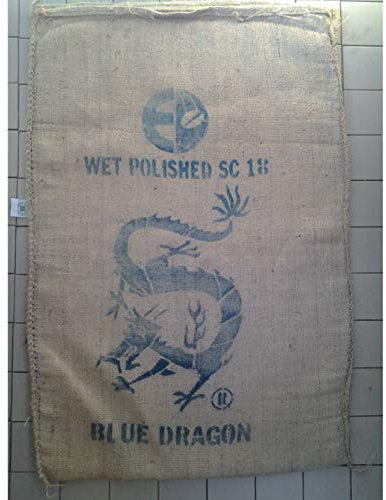 WET POLISHED SC 18
®
BLUE DRAGON